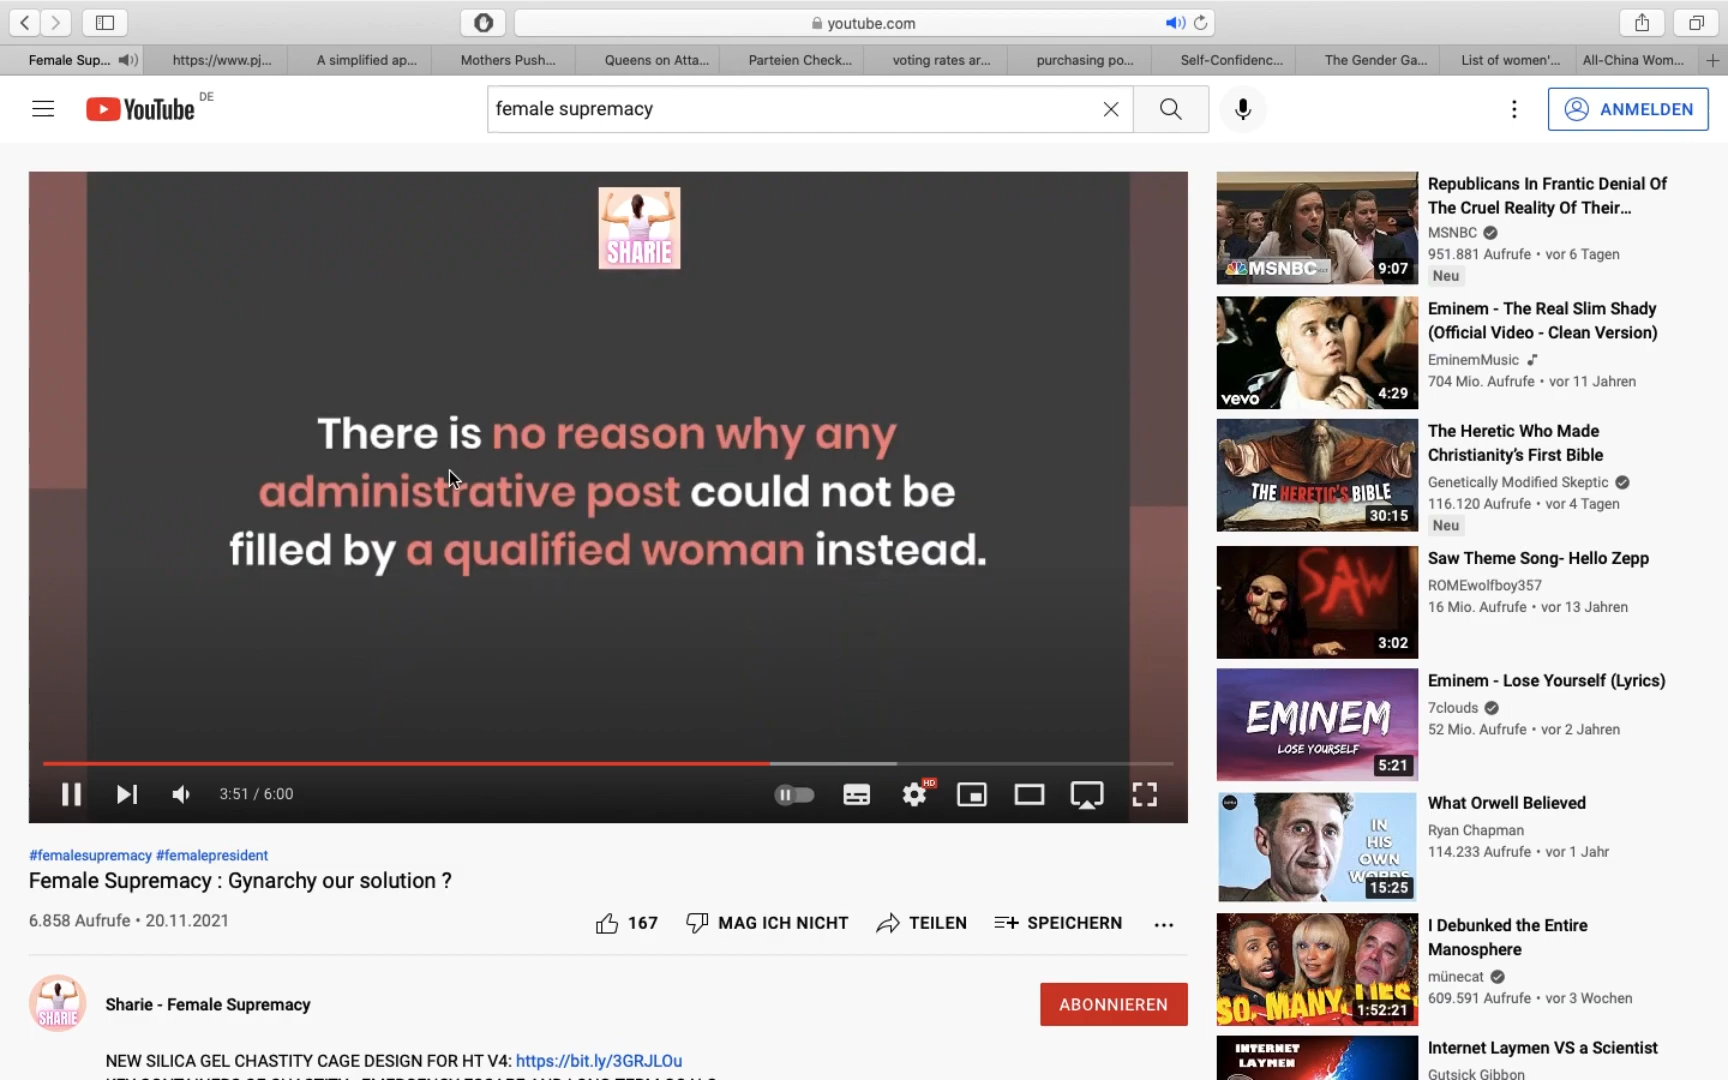 youtube.com
Female Sup...
https://www.pj...
A simplified ap...
Mothers Push...
Queens on Atta...
Parteien Check...
voting rates ar...
purchasing po...
Self-Confidenc...
The Gender Ga...
List of women'...
All-China Wom...
YouTube DE
female supremacy
ANMELDEN
SHARIE
There is no reason why any
administrative post could not be
filled by a qualified woman instead.
3:51 / 6:00
HD
#femalesupremacy #femalepresident
Female Supremacy : Gynarchy our solution ?
6.858 Aufrufe • 20.11.2021
167
MAG ICH NICHT
TEILEN
SPEICHERN
SHARIE
Sharie - Female Supremacy
ABONNIEREN
NEW SILICA GEL CHASTITY CAGE DESIGN FOR HT V4: https://bit.ly/3GRJLOu
MSNBC
9:07
Republicans In Frantic Denial Of
The Cruel Reality Of Their...
MSNBC
951.881 Aufrufe • vor 6 Tagen
Neu
vevo
4:29
Eminem - The Real Slim Shady
(Official Video - Clean Version)
EminemMusic
704 Mio. Aufrufe • vor 11 Jahren
THE HERETIC'S BIBLE
30:15
The Heretic Who Made
Christianity's First Bible
Genetically Modified Skeptic
116.120 Aufrufe • vor 4 Tagen
Neu
SAW
3:02
Saw Theme Song- Hello Zepp
ROMEwolfboy357
16 Mio. Aufrufe • vor 13 Jahren
EMINEM
LOSE YOURSELF
5:21
Eminem - Lose Yourself (Lyrics)
7clouds
52 Mio. Aufrufe • vor 2 Jahren
IN
HIS
OWN
WORDS
15:25
What Orwell Believed
Ryan Chapman
114.233 Aufrufe • vor 1 Jahr
SO. MANY. LIES.
1:52:21
I Debunked the Entire
Manosphere
münecat
609.591 Aufrufe • vor 3 Wochen
INTERNET
LAYMEN
Internet Laymen VS a Scientist
Gutsick Gibbon